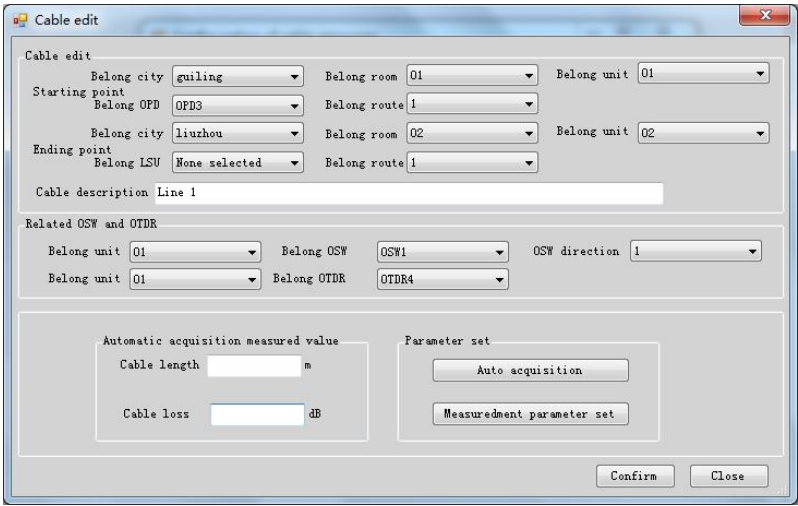 Cable edit
Cable edit
Belong city guiling Belong room 01 Belong unit 01
Starting point
Belong OPD OPD3 Belong route 1
Belong city liuzhou Belong room 02 Belong unit 02
Ending point
Belong LSU None selected Belong route 1
Cable description Line 1
Related OSW and OTDR
Belong unit 01 Belong OSW OSW1 OSW direction 1
Belong unit 01 Belong OTDR OTDR4
Automatic acquisition measured value Parameter set
Cable length m Auto acquisition
Cable loss dB Measuredment parameter set
Confirm Close